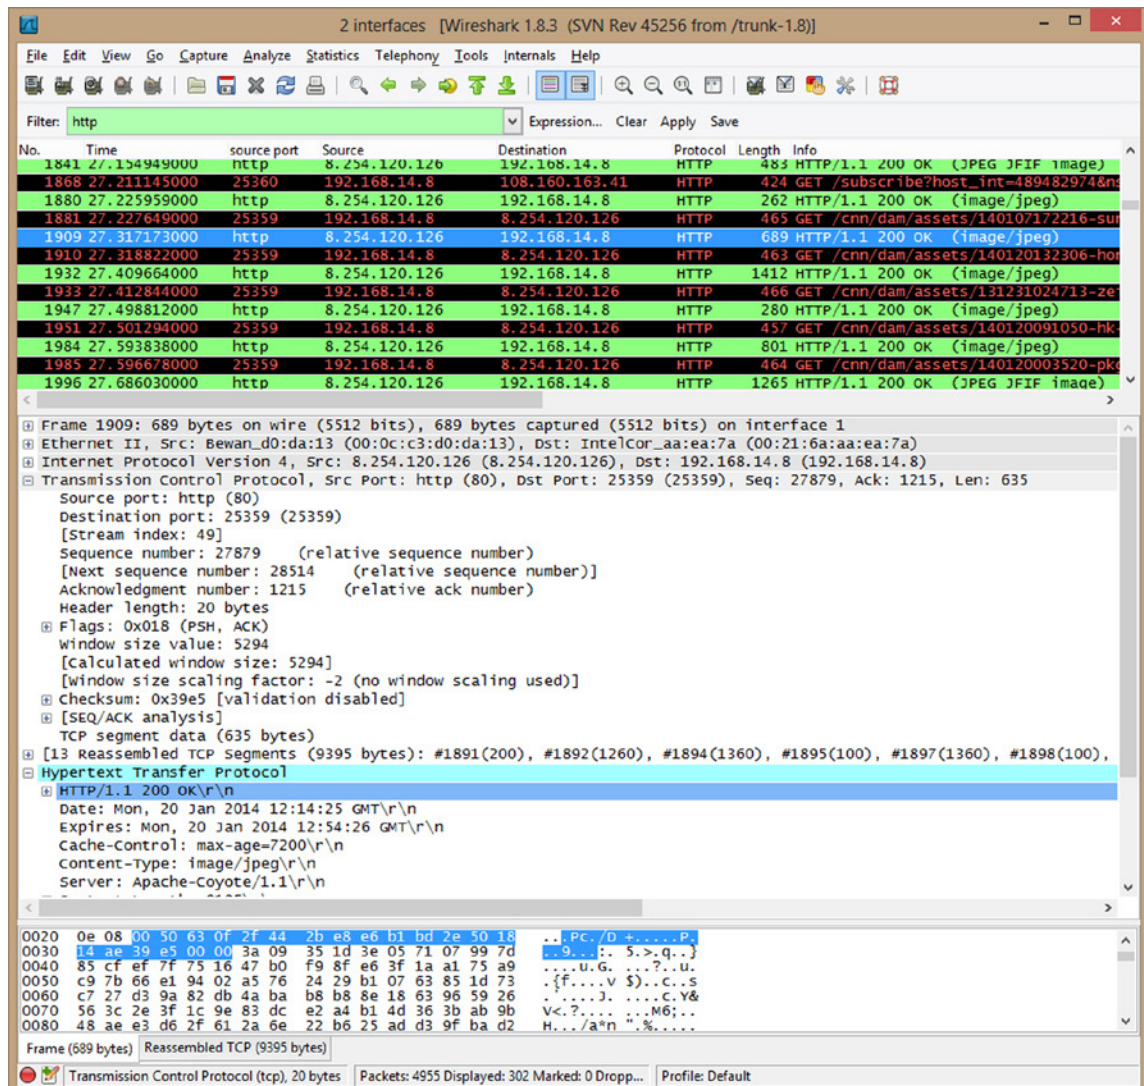 2 interfaces [Wireshark 1.8.3 (SVN Rev 45256 from /trunk-1.8)]
File Edit View Go Capture Analyze Statistics Telephony Tools Internals Help
Filter: http Expression... Clear Apply Save
No. Time source port Source Destination Protocol Length Info
1841 27.154949000 http 8.254.120.126 192.168.14.8 HTTP 483 HTTP/1.1 200 OK (JPEG JFIF image)
1868 27.211145000 25360 192.168.14.8 108.160.163.41 HTTP 424 GET /subscribe?host_int=489482974&ns
1880 27.225959000 http 8.254.120.126 192.168.14.8 HTTP 262 HTTP/1.1 200 OK (image/jpeg)
1881 27.227649000 25359 192.168.14.8 8.254.120.126 HTTP 465 GET /cnn/dam/assets/140107172216-sur
1909 27.317173000 http 8.254.120.126 192.168.14.8 HTTP 689 HTTP/1.1 200 OK (image/jpeg)
1910 27.318822000 25359 192.168.14.8 8.254.120.126 HTTP 463 GET /cnn/dam/assets/140120132306-hor
1932 27.409664000 http 8.254.120.126 192.168.14.8 HTTP 1412 HTTP/1.1 200 OK (image/jpeg)
1933 27.412844000 25359 192.168.14.8 8.254.120.126 HTTP 466 GET /cnn/dam/assets/131231024713-zer
1947 27.498812000 http 8.254.120.126 192.168.14.8 HTTP 280 HTTP/1.1 200 OK (image/jpeg)
1951 27.501294000 25359 192.168.14.8 8.254.120.126 HTTP 457 GET /cnn/dam/assets/140120091050-hk-
1984 27.593838000 http 8.254.120.126 192.168.14.8 HTTP 801 HTTP/1.1 200 OK (image/jpeg)
1985 27.596678000 25359 192.168.14.8 8.254.120.126 HTTP 464 GET /cnn/dam/assets/140120003520-pkg
1996 27.686030000 http 8.254.120.126 192.168.14.8 HTTP 1265 HTTP/1.1 200 OK (JPEG JFIF image)
Frame 1909: 689 bytes on wire (5512 bits), 689 bytes captured (5512 bits) on interface 1
Ethernet II, Src: Bewan_d0:da:13 (00:0c:c3:d0:da:13), Dst: IntelCor_aa:ea:7a (00:21:6a:aa:ea:7a)
Internet Protocol Version 4, Src: 8.254.120.126 (8.254.120.126), Dst: 192.168.14.8 (192.168.14.8)
Transmission Control Protocol, Src Port: http (80), Dst Port: 25359 (25359), Seq: 27879, Ack: 1215, Len: 635
Source port: http (80)
Destination port: 25359 (25359)
[Stream index: 49]
Sequence number: 27879 (relative sequence number)
[Next sequence number: 28514 (relative sequence number)]
Acknowledgment number: 1215 (relative ack number)
Header length: 20 bytes
Flags: 0x018 (PSH, ACK)
Window size value: 5294
[Calculated window size: 5294]
[Window size scaling factor: -2 (no window scaling used)]
Checksum: 0x39e5 [validation disabled]
[SEQ/ACK analysis]
TCP segment data (635 bytes)
[13 Reassembled TCP Segments (9395 bytes): #1891(200), #1892(1260), #1894(1360), #1895(100), #1897(1360), #1898(100),
Hypertext Transfer Protocol
HTTP/1.1 200 OK\r\n
Date: Mon, 20 Jan 2014 12:14:25 GMT\r\n
Expires: Mon, 20 Jan 2014 12:54:26 GMT\r\n
Cache-Control: max-age=7200\r\n
Content-Type: image/jpeg\r\n
Server: Apache-Coyote/1.1\r\n
0020 0e 08 00 50 63 0f 2f 44 2b e8 e6 b1 bd 2e 50 18 ...Pc./D +.....P.
0030 14 ae 39 e5 00 00 3a 09 35 1d 3e 05 71 07 99 7d ..9...:. 5.>.q..}
0040 85 cf ef 7f 75 16 47 b0 f9 8f e6 3f 1a a1 75 a9 ....u.G. ...?..u.
0050 c9 7b 66 e1 94 02 a5 76 24 29 b1 07 63 85 1d 73 .{f....v $)..c..s
0060 c7 27 d3 9a 82 db 4a ba b8 b8 8e 18 63 96 59 26 .'....J. ....c.Y&
0070 56 3c 2e 3f 1c 9e 83 dc e2 a4 b1 4d 36 3b ab 9b V<.?.... ...M6;..
0080 48 ae e3 d6 2f 61 2a 6e 22 b6 25 ad d3 9f ba d2 H.../a*n ".%.....
Frame (689 bytes) Reassembled TCP (9395 bytes)
Transmission Control Protocol (tcp), 20 bytes Packets: 4955 Displayed: 302 Marked: 0 Dropp... Profile: Default